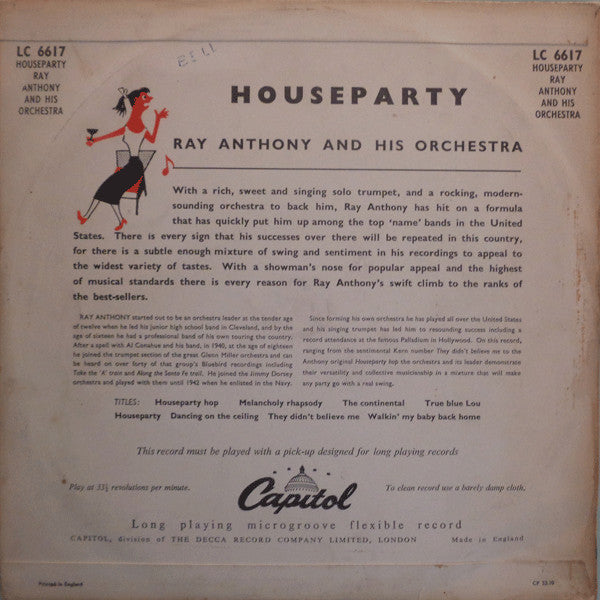 LC 6617
HOUSEPARTY
RAY
ANTHONY
AND HIS
ORCHESTRA
BILL
LC 6617
HOUSEPARTY
RAY
ANTHONY
AND HIS
ORCHESTRA
HOUSEPARTY
RAY ANTHONY AND HIS ORCHESTRA
With a rich, sweet and singing solo trumpet, and a rocking, modern-
sounding orchestra to back him, Ray Anthony has hit on a formula
that has quickly put him up among the top ‘name’ bands in the United
States. There is every sign that his successes over there will be repeated in this country,
for there is a subtle enough mixture of swing and sentiment in his recordings to appeal to
the widest variety of tastes. With a showman's nose for popular appeal and the highest
of musical standards there is every reason for Ray Anthony's swift climb to the ranks of
the best-sellers.
RAY ANTHONY started out to be an orchestra leader at the tender age
of twelve when he led his junior high school band in Cleveland, and by the
age of sixteen he had a professional band of his own touring the country.
After a spell with Al Donahue and his band, in 1940, at the age of eighteen
he joined the trumpet section of the great Glenn Miller orchestra and can
be heard on over forty of that group's Bluebird recordings including
Take the ‘A’ train and Along the Santa Fe trail. He joined the Jimmy Dorsey
orchestra and played with them until 1942 when he enlisted in the Navy.
Since forming his own orchestra he has played all over the United States
and his singing trumpet has led him to resounding success including a
record attendance at the famous Palladium in Hollywood. On this record,
ranging from the sentimental Kern number They didn't believe me to the
Anthony original Houseparty hop the orchestra and its leader demonstrate
their versatility and collective musicianship in a mixture that will make
any party go with a real swing.
TITLES: Houseparty hop Melancholy rhapsody The continental True blue Lou
Houseparty Dancing on the ceiling They didn't believe me Walkin' my baby back home
This record must be played with a pick-up designed for long playing records
Play at 33⅓ revolutions per minute.
Capitol
To clean record use a barely damp cloth.
Long playing microgroove flexible record
CAPITOL, division of THE DECCA RECORD COMPANY LIMITED, LONDON Made in England
Printed in England